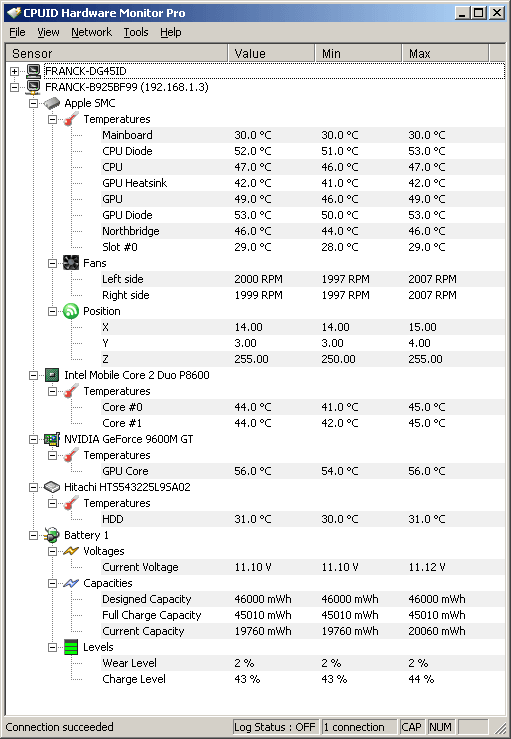 CPUID Hardware Monitor Pro
File View Network Tools Help
Sensor Value Min Max
FRANCK-DG45ID
FRANCK-B925BF99 (192.168.1.3)
Apple SMC
Temperatures
Mainboard 30.0 °C 30.0 °C 30.0 °C
CPU Diode 52.0 °C 51.0 °C 53.0 °C
CPU 47.0 °C 46.0 °C 47.0 °C
GPU Heatsink 42.0 °C 41.0 °C 42.0 °C
GPU 49.0 °C 46.0 °C 49.0 °C
GPU Diode 53.0 °C 50.0 °C 53.0 °C
Northbridge 46.0 °C 44.0 °C 46.0 °C
Slot #0 29.0 °C 28.0 °C 29.0 °C
Fans
Left side 2000 RPM 1997 RPM 2007 RPM
Right side 1999 RPM 1997 RPM 2007 RPM
Position
X 14.00 14.00 15.00
Y 3.00 3.00 4.00
Z 255.00 250.00 255.00
Intel Mobile Core 2 Duo P8600
Temperatures
Core #0 44.0 °C 41.0 °C 45.0 °C
Core #1 44.0 °C 42.0 °C 45.0 °C
NVIDIA GeForce 9600M GT
Temperatures
GPU Core 56.0 °C 54.0 °C 56.0 °C
Hitachi HTS543225L9SA02
Temperatures
HDD 31.0 °C 30.0 °C 31.0 °C
Battery 1
Voltages
Current Voltage 11.10 V 11.10 V 11.12 V
Capacities
Designed Capacity 46000 mWh 46000 mWh 46000 mWh
Full Charge Capacity 45010 mWh 45010 mWh 45010 mWh
Current Capacity 19760 mWh 19760 mWh 20060 mWh
Levels
Wear Level 2 % 2 % 2 %
Charge Level 43 % 43 % 44 %
Connection succeeded Log Status : OFF 1 connection CAP NUM